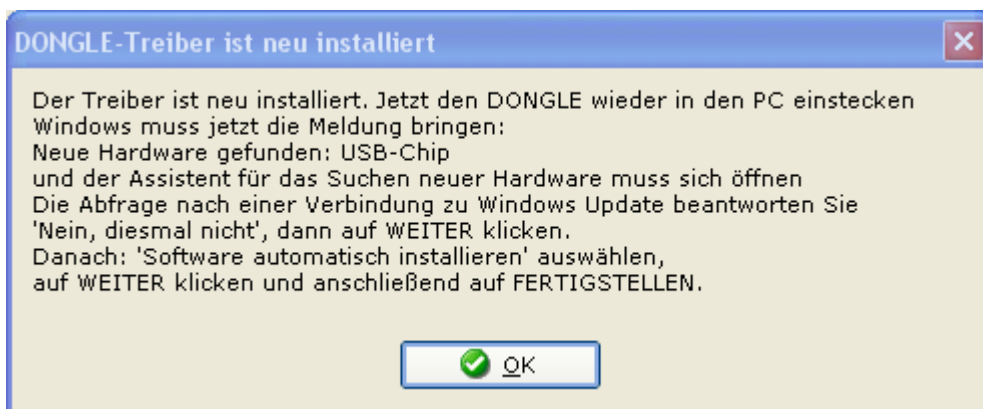 DONGLE-Treiber ist neu installiert
Der Treiber ist neu installiert. Jetzt den DONGLE wieder in den PC einstecken
Windows muss jetzt die Meldung bringen:
Neue Hardware gefunden: USB-Chip
und der Assistent für das Suchen neuer Hardware muss sich öffnen
Die Abfrage nach einer Verbindung zu Windows Update beantworten Sie
'Nein, diesmal nicht', dann auf WEITER klicken.
Danach: 'Software automatisch installieren' auswählen,
auf WEITER klicken und anschließend auf FERTIGSTELLEN.
OK